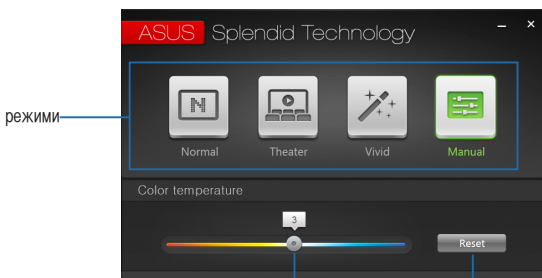 ASUS Splendid Technology
режими
Normal Theater Vivid Manual
Color temperature
3
Reset